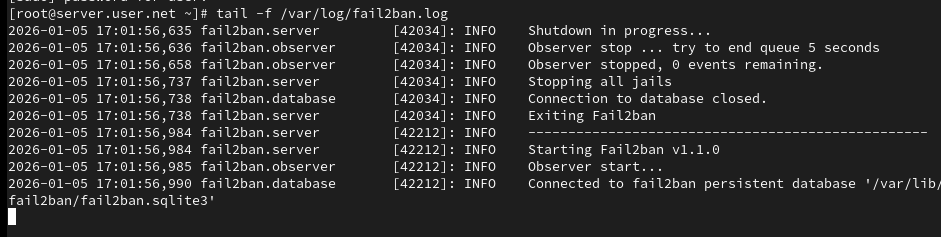 [root@server.user.net ~]# tail -f /var/log/fail2ban.log
2026-01-05 17:01:56,635 fail2ban.server         [42034]: INFO    Shutdown in progress...
2026-01-05 17:01:56,636 fail2ban.observer       [42034]: INFO    Observer stop ... try to end queue 5 seconds
2026-01-05 17:01:56,658 fail2ban.observer       [42034]: INFO    Observer stopped, 0 events remaining.
2026-01-05 17:01:56,737 fail2ban.server         [42034]: INFO    Stopping all jails
2026-01-05 17:01:56,738 fail2ban.database       [42034]: INFO    Connection to database closed.
2026-01-05 17:01:56,738 fail2ban.server         [42034]: INFO    Exiting Fail2ban
2026-01-05 17:01:56,984 fail2ban.server         [42212]: INFO    --------------------------------------------------
2026-01-05 17:01:56,984 fail2ban.server         [42212]: INFO    Starting Fail2ban v1.1.0
2026-01-05 17:01:56,985 fail2ban.observer       [42212]: INFO    Observer start...
2026-01-05 17:01:56,990 fail2ban.database       [42212]: INFO    Connected to fail2ban persistent database '/var/lib/
fail2ban/fail2ban.sqlite3'